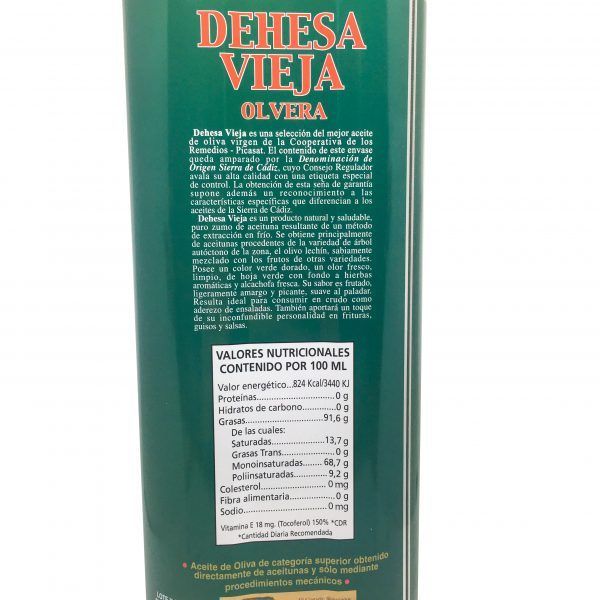 DEHESA
VIEJA
OLVERA
Dehesa Vieja es una selección del mejor aceite
de oliva virgen de la Cooperativa de los
Remedios - Picasat. El contenido de este envase
queda amparado por la Denominación de
Origen Sierra de Cádiz, cuyo Consejo Regulador
avala su alta calidad con una etiqueta especial
de control. La obtención de esta seña de garantía
supone además un reconocimiento a las
características específicas que diferencian a los
aceites de la Sierra de Cádiz.
Dehesa Vieja es un producto natural y saludable,
puro zumo de aceituna resultante de un método
de extracción en frío. Se obtiene principalmente
de aceitunas procedentes de la variedad de árbol
autóctono de la zona, el olivo lechín, sabiamente
mezclado con los frutos de otras variedades.
Posee un color verde dorado, un olor fresco,
limpio, de hoja verde con fondo a hierbas
aromáticas y alcachofa fresca. Su sabor es frutado,
ligeramente amargo y picante, suave al paladar.
Resulta ideal para consumir en crudo como
aderezo de ensaladas. También aportará un toque
de su inconfundible personalidad en frituras,
guisos y salsas.
VALORES NUTRICIONALES
CONTENIDO POR 100 ML
Valor energético...824 Kcal/3440 KJ
Proteínas...0 g
Hidratos de carbono...0 g
Grasas...91,6 g
De las cuales:
Saturadas...13,7 g
Grasas Trans...0 g
Monoinsaturadas...68,7 g
Poliinsaturadas...9,2 g
Colesterol...0 mg
Fibra alimentaria...0 g
Sodio...0 mg
Vitamina E 18 mg. (Tocoferol) 150% *CDR
*Cantidad Diaria Recomendada
• Aceite de Oliva de categoría superior obtenido
directamente de aceitunas y sólo mediante
procedimientos mecánicos •
LOTE